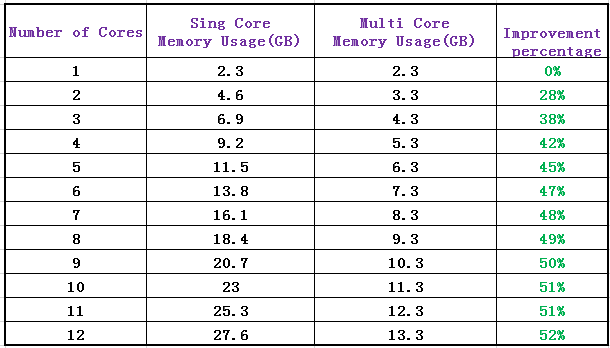 Number of Cores Sing Core Memory Usage(GB) Multi Core Memory Usage(GB) Improvement percentage
1 2.3 2.3 0%
2 4.6 3.3 28%
3 6.9 4.3 38%
4 9.2 5.3 42%
5 11.5 6.3 45%
6 13.8 7.3 47%
7 16.1 8.3 48%
8 18.4 9.3 49%
9 20.7 10.3 50%
10 23 11.3 51%
11 25.3 12.3 51%
12 27.6 13.3 52%